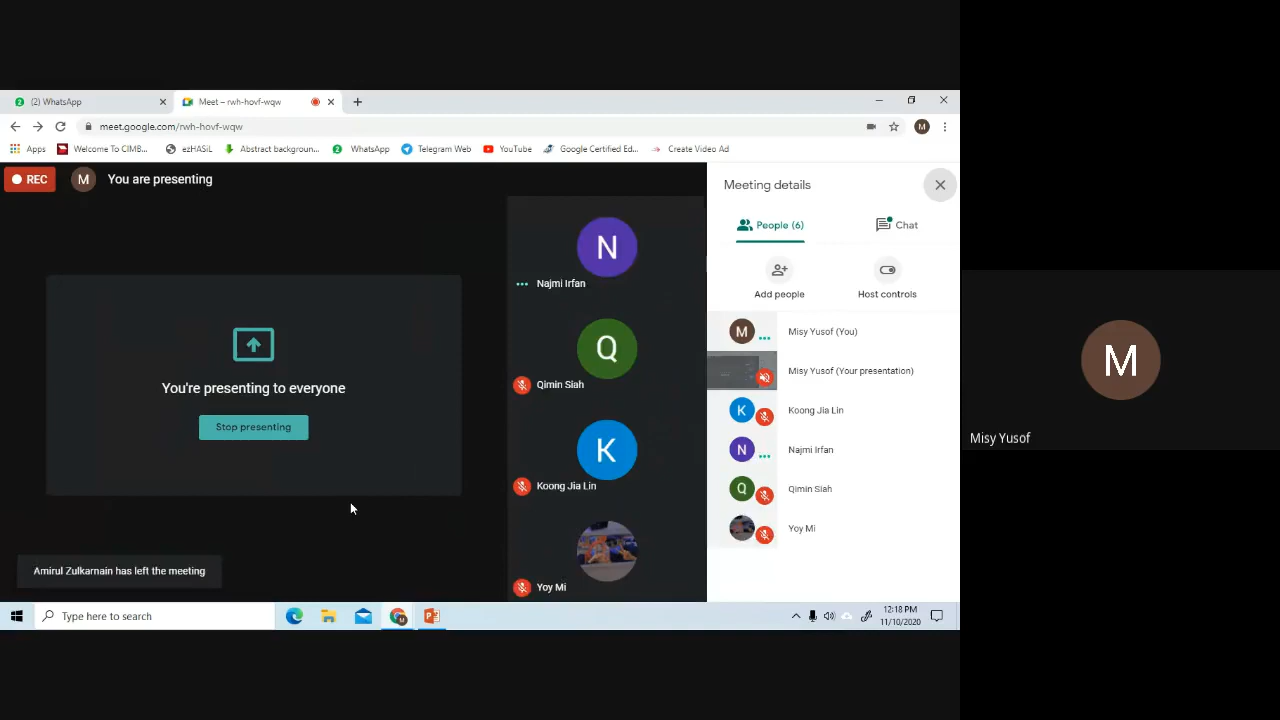 (2) WhatsApp
Meet – rwh-hovf-wqw
meet.google.com/rwh-hovf-wqw
M
Apps
Welcome To CIMB...
ezHASiL
Abstract backgroun...
WhatsApp
Telegram Web
YouTube
Google Certified Ed...
Create Video Ad
REC
M
You are presenting
You're presenting to everyone
Stop presenting
Amirul Zulkarnain has left the meeting
N
Najmi Irfan
Q
Qimin Siah
K
Koong Jia Lin
Yoy Mi
Meeting details
People (6)
Chat
Add people
Host controls
M
Misy Yusof (You)
Misy Yusof (Your presentation)
K
Koong Jia Lin
N
Najmi Irfan
Q
Qimin Siah
Yoy Mi
Type here to search
12:18 PM
11/10/2020
M
Misy Yusof